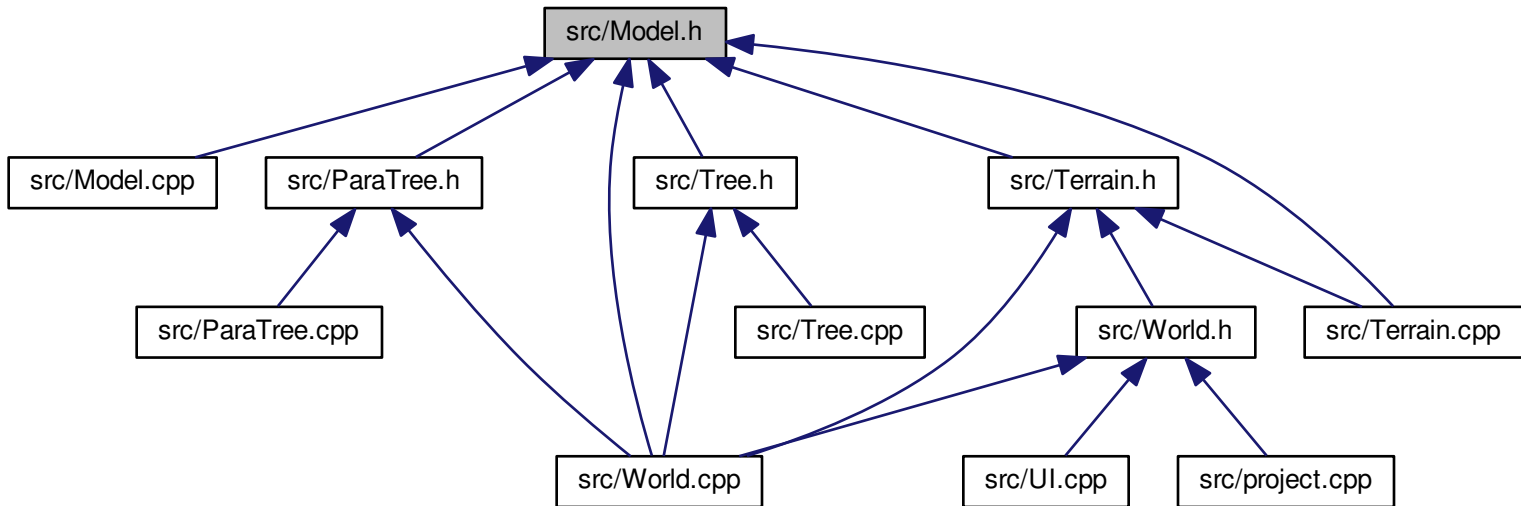 src/Model.h
src/Model.cpp
src/ParaTree.h
src/Tree.h
src/Terrain.h
src/ParaTree.cpp
src/Tree.cpp
src/World.h
src/Terrain.cpp
src/World.cpp
src/UI.cpp
src/project.cpp